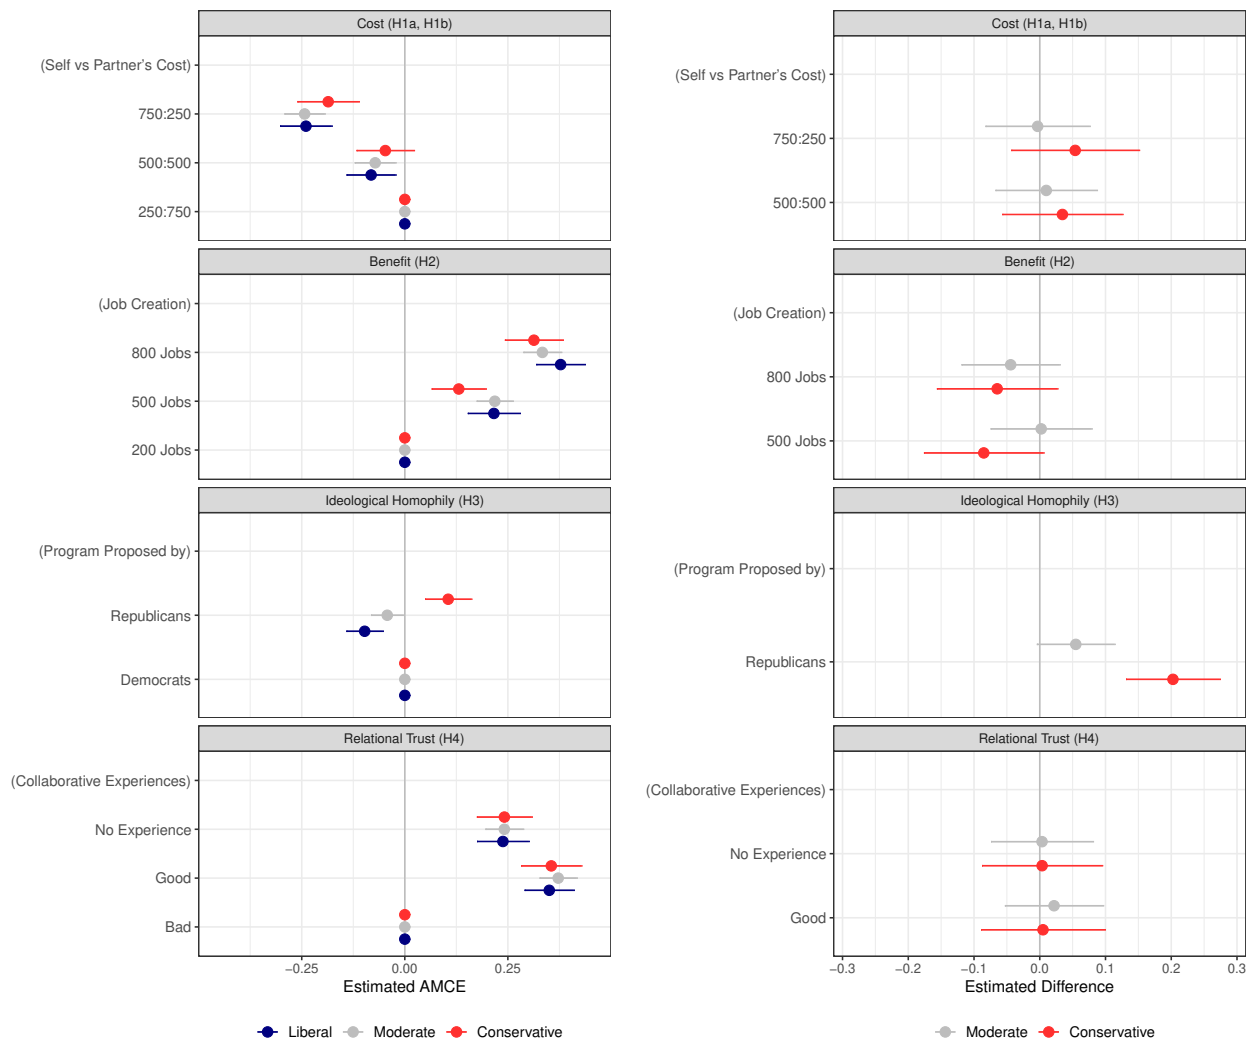 Cost (H1a, H1b)
(Self vs Partner's Cost)
750:250
500:500
250:750
Benefit (H2)
(Job Creation)
800 Jobs
500 Jobs
200 Jobs
Ideological Homophily (H3)
(Program Proposed by)
Republicans
Democrats
Relational Trust (H4)
(Collaborative Experiences)
No Experience
Good
Bad
−0.25 0.00 0.25
Estimated AMCE
Liberal Moderate Conservative
Cost (H1a, H1b)
(Self vs Partner's Cost)
750:250
500:500
Benefit (H2)
(Job Creation)
800 Jobs
500 Jobs
Ideological Homophily (H3)
(Program Proposed by)
Republicans
Relational Trust (H4)
(Collaborative Experiences)
No Experience
Good
−0.3 −0.2 −0.1 0.0 0.1 0.2 0.3
Estimated Difference
Moderate Conservative